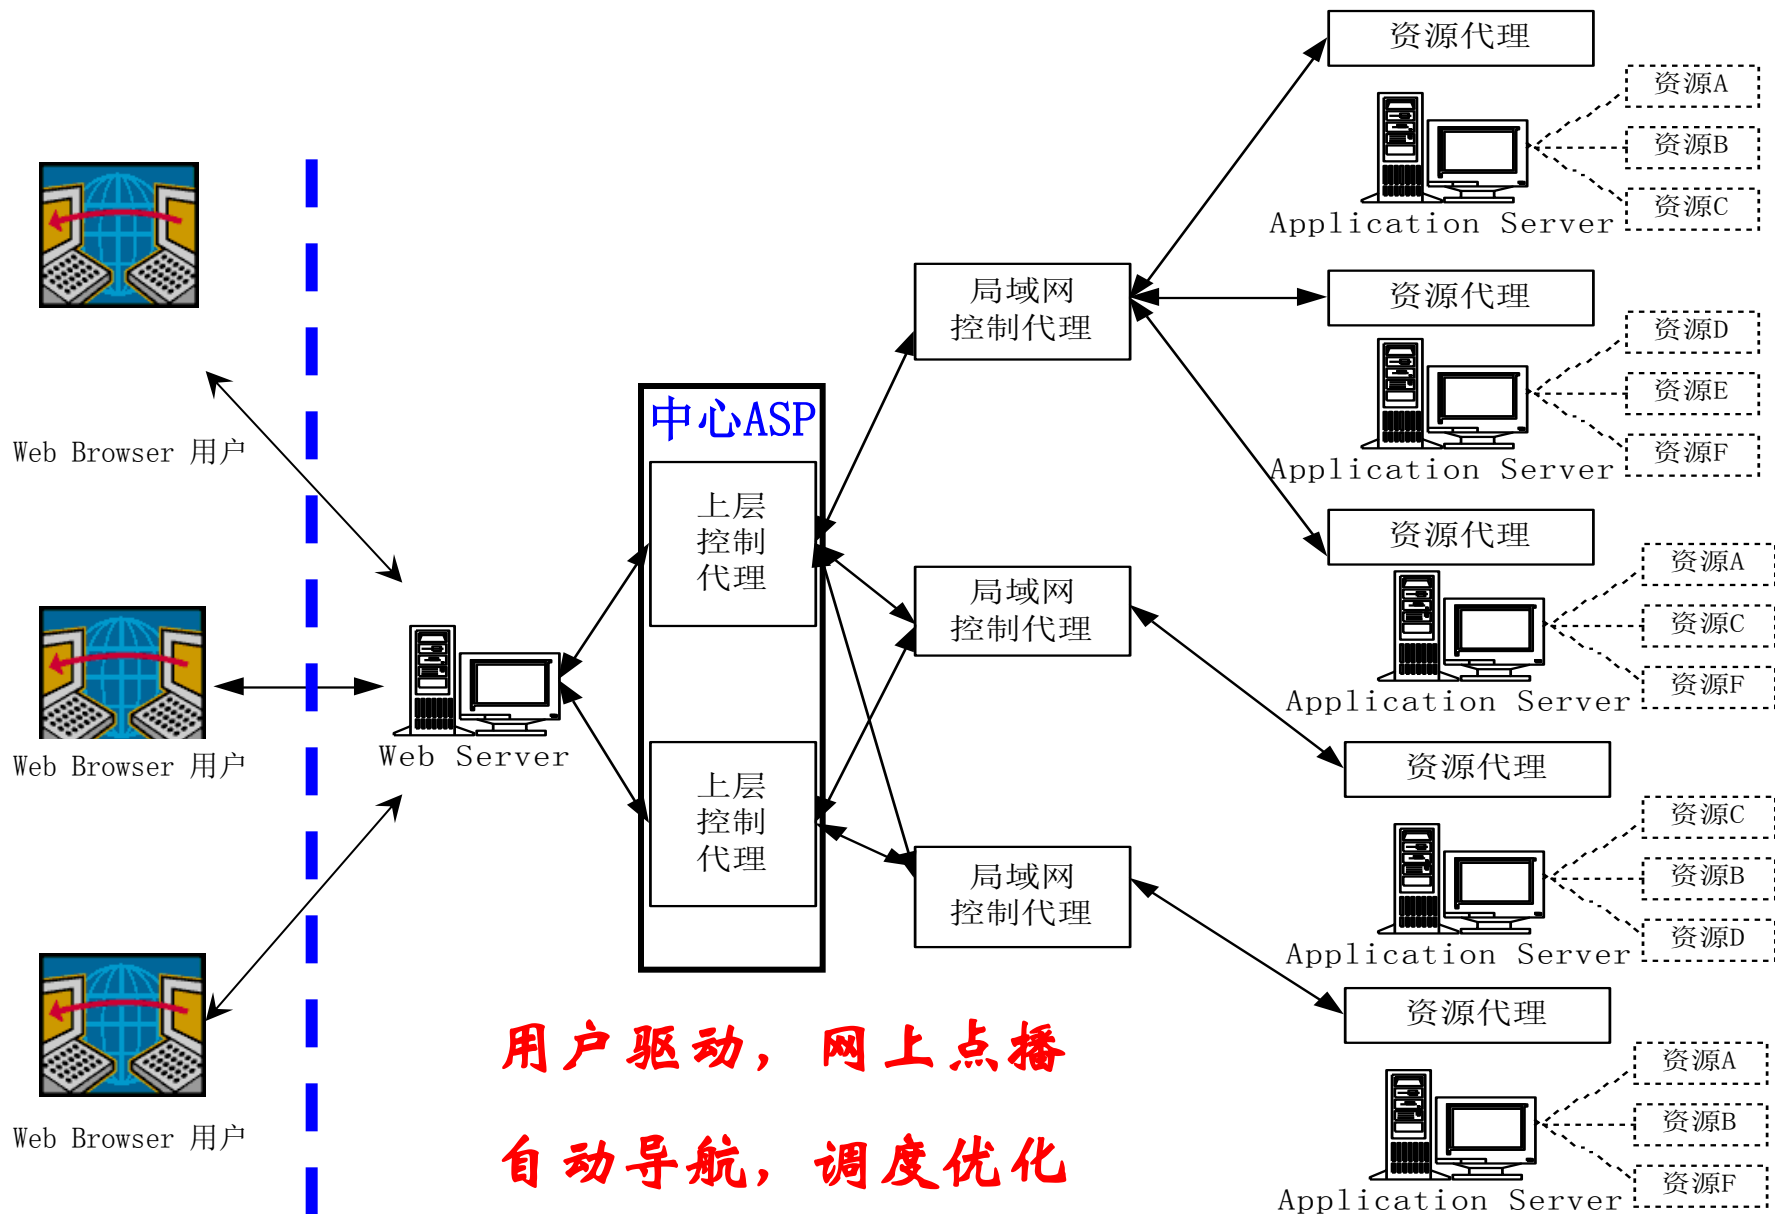 资源代理
资源A
资源B
资源C
Application Server
局域网
控制代理
资源代理
资源D
资源E
资源F
Application Server
中心ASP
Web Browser 用户
上层
控制
代理
资源代理
资源A
资源C
资源F
Application Server
局域网
控制代理
Web Browser 用户
Web Server
上层
控制
代理
资源代理
资源C
资源B
资源D
Application Server
局域网
控制代理
资源代理
资源A
资源B
资源F
Application Server
用户驱动，网上点播
Web Browser 用户
自动导航，调度优化